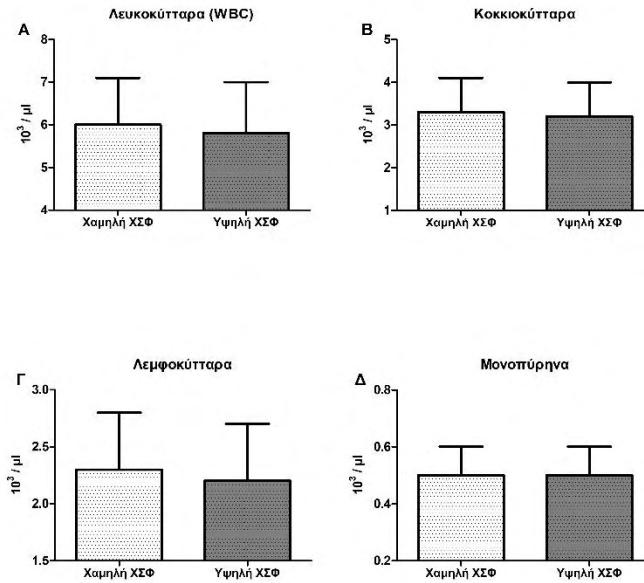 Α
Λευκοκύτταρα (WBC)
10³ / μl
8
7
6
5
4
Χαμηλή ΧΣΦ
Υψηλή ΧΣΦ
Β
Κοκκιοκύτταρα
10³ / μl
5
4
3
2
1
Χαμηλή ΧΣΦ
Υψηλή ΧΣΦ
Γ
Λεμφοκύτταρα
10³ / μl
3.0
2.5
2.0
1.5
Χαμηλή ΧΣΦ
Υψηλή ΧΣΦ
Δ
Μονοπύρηνα
10³ / μl
0.8
0.6
0.4
0.2
Χαμηλή ΧΣΦ
Υψηλή ΧΣΦ